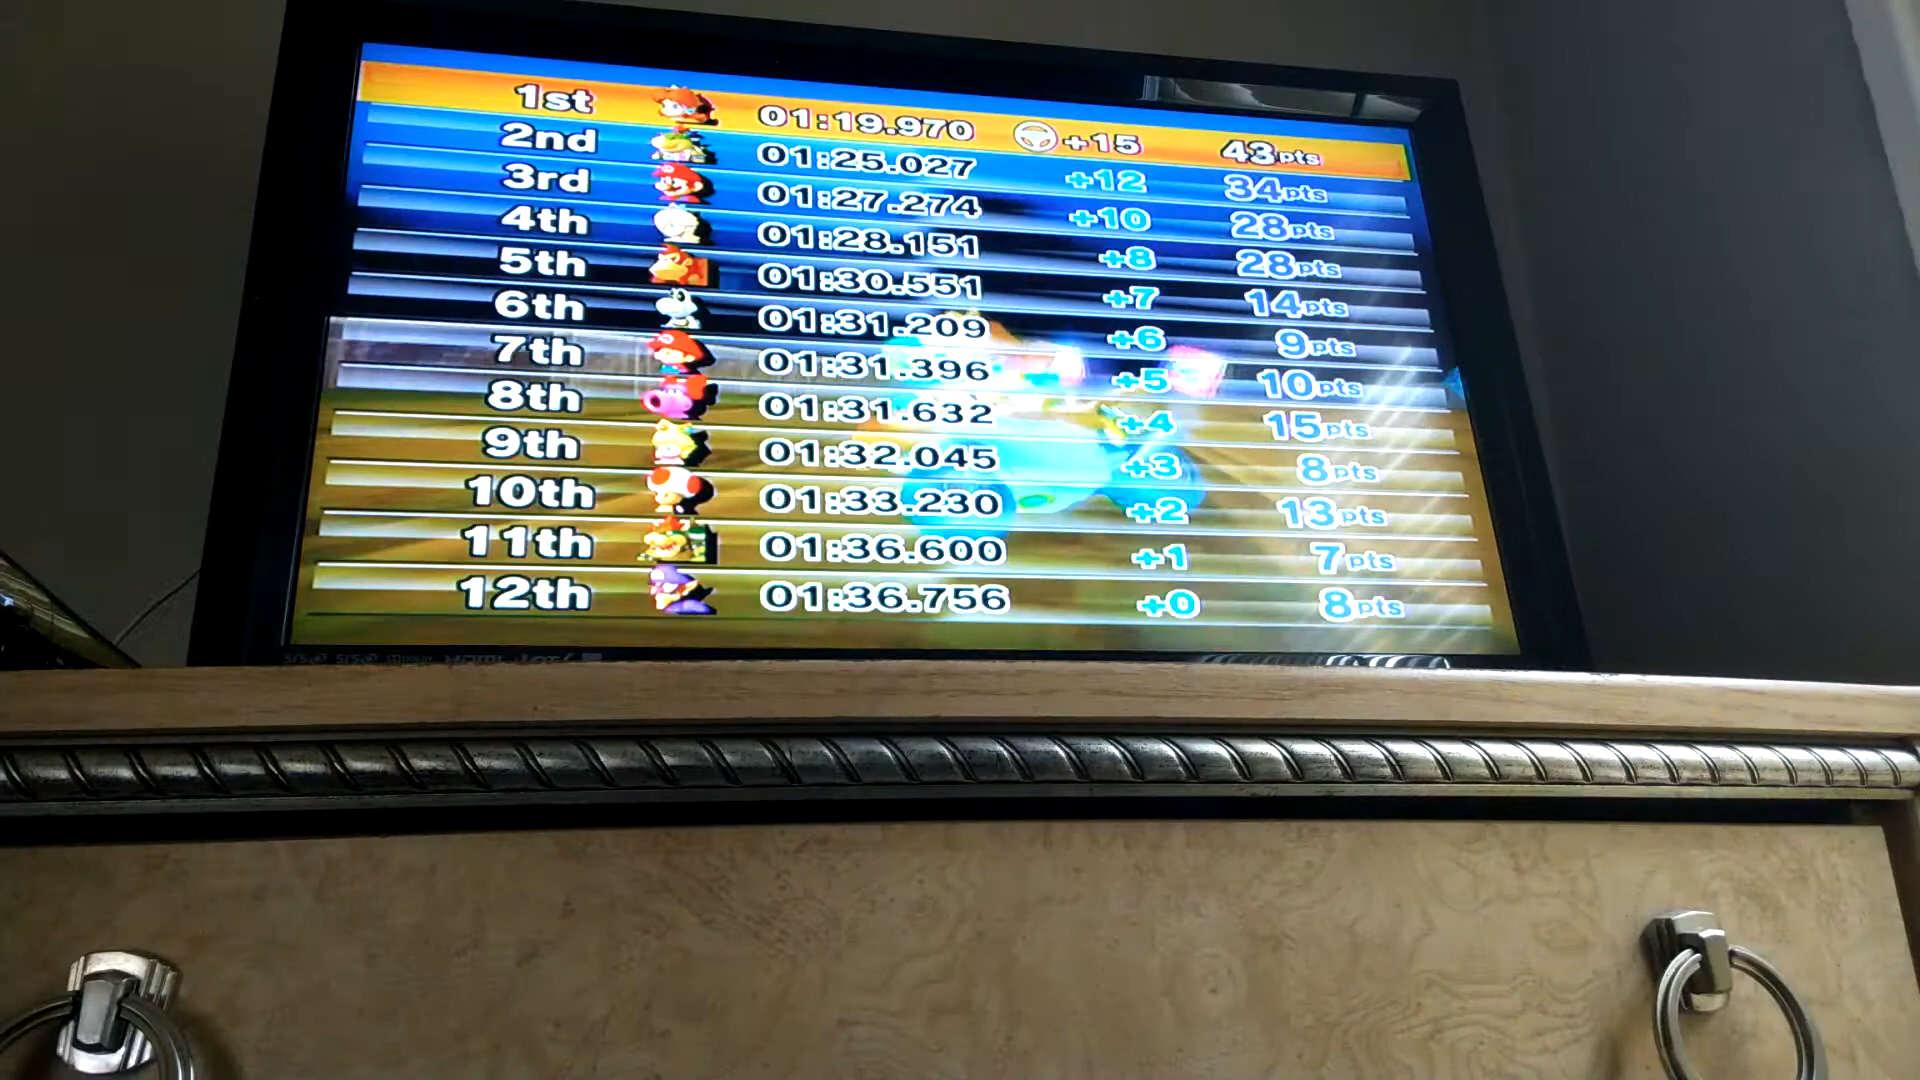 1st 01:19.970 +15 43pts
2nd 01:25.027 +12 34pts
3rd 01:27.274 +10 28pts
4th 01:28.151 +8 28pts
5th 01:30.551 +7 14pts
6th 01:31.209 +6 9pts
7th 01:31.396 +5 10pts
8th 01:31.632 +4 15pts
9th 01:32.045 +3 8pts
10th 01:33.230 +2 13pts
11th 01:36.600 +1 7pts
12th 01:36.756 +0 8pts